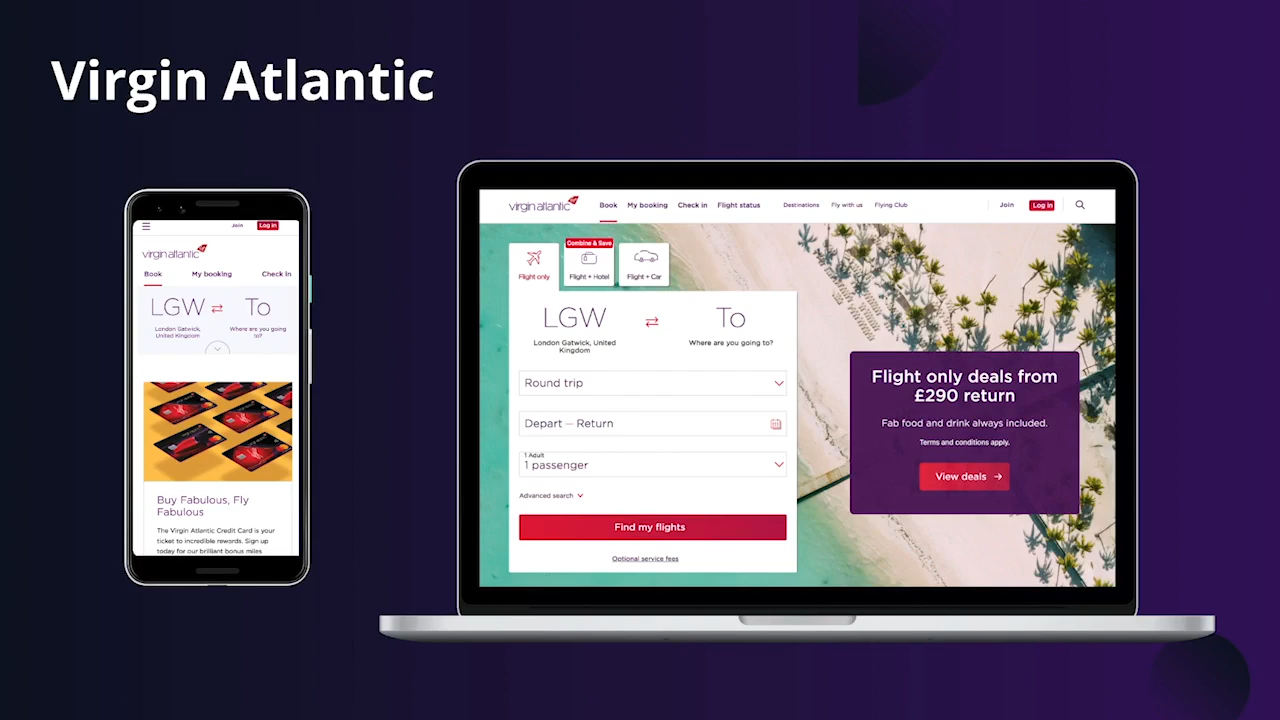 Virgin Atlantic
Join
Log in
virgin atlantic
Book
My booking
Check In
LGW
To
London Gatwick,
United Kingdom
Where are you going
to?
Buy Fabulous, Fly
Fabulous
The Virgin Atlantic Credit Card is your
ticket to incredible rewards. Sign up
today for our brilliant bonus miles
virgin atlantic
Book
My booking
Check in
Flight status
Destinations
Fly with us
Flying Club
Join
Log in
Flight only
Combine & Save
Flight + Hotel
Flight + Car
LGW
To
London Gatwick, United
Kingdom
Where are you going to?
Round trip
Depart — Return
1 Adult
1 passenger
Advanced search
Find my flights
Optional service fees
Flight only deals from
£290 return
Fab food and drink always included.
Terms and conditions apply.
View deals